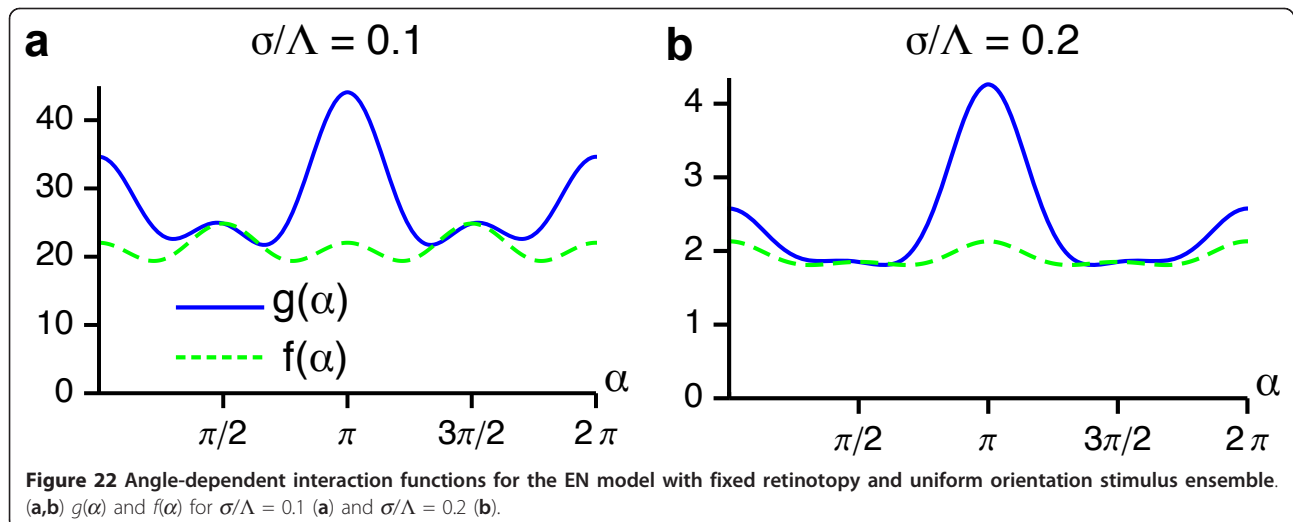 a
σ/Λ = 0.1
40
30
20
10
0
g(α)
f(α)
π/2
π
3π/2
2 π
α
b
σ/Λ = 0.2
4
3
2
1
0
π/2
π
3π/2
2π
α
Figure 22 Angle-dependent interaction functions for the EN model with fixed retinotopy and uniform orientation stimulus ensemble.
(a,b) g(α) and f(α) for σ/Λ = 0.1 (a) and σ/Λ = 0.2 (b).